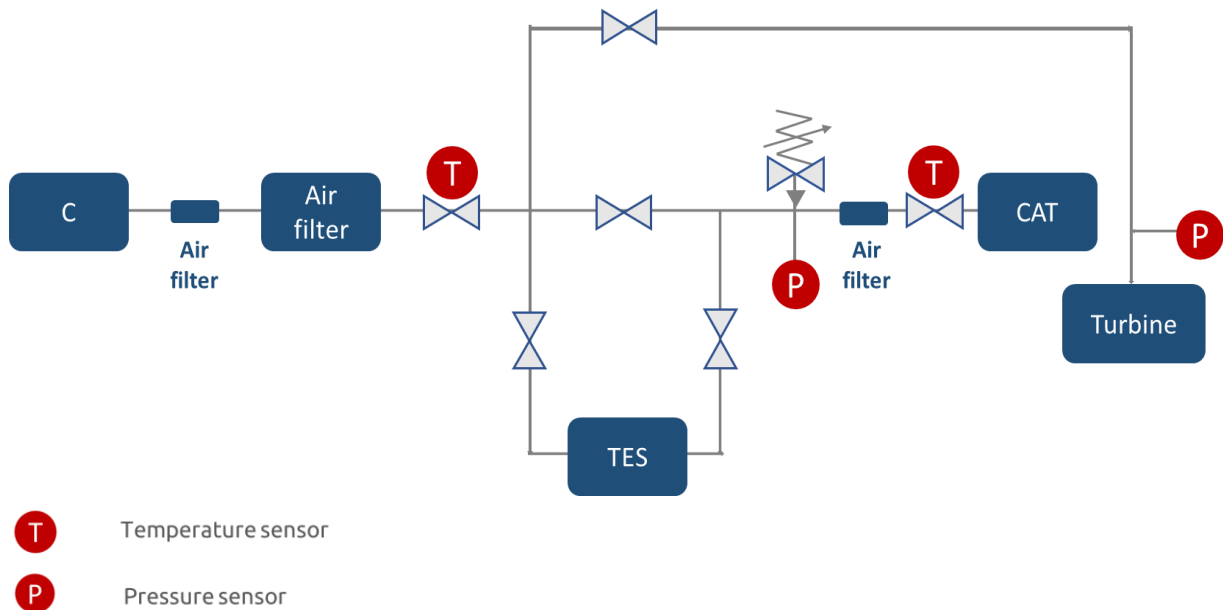 T
T
C
Air
filter
CAT
Air
filter
P
Air
filter
P
Turbine
TES
T
Temperature sensor
P
Pressure sensor